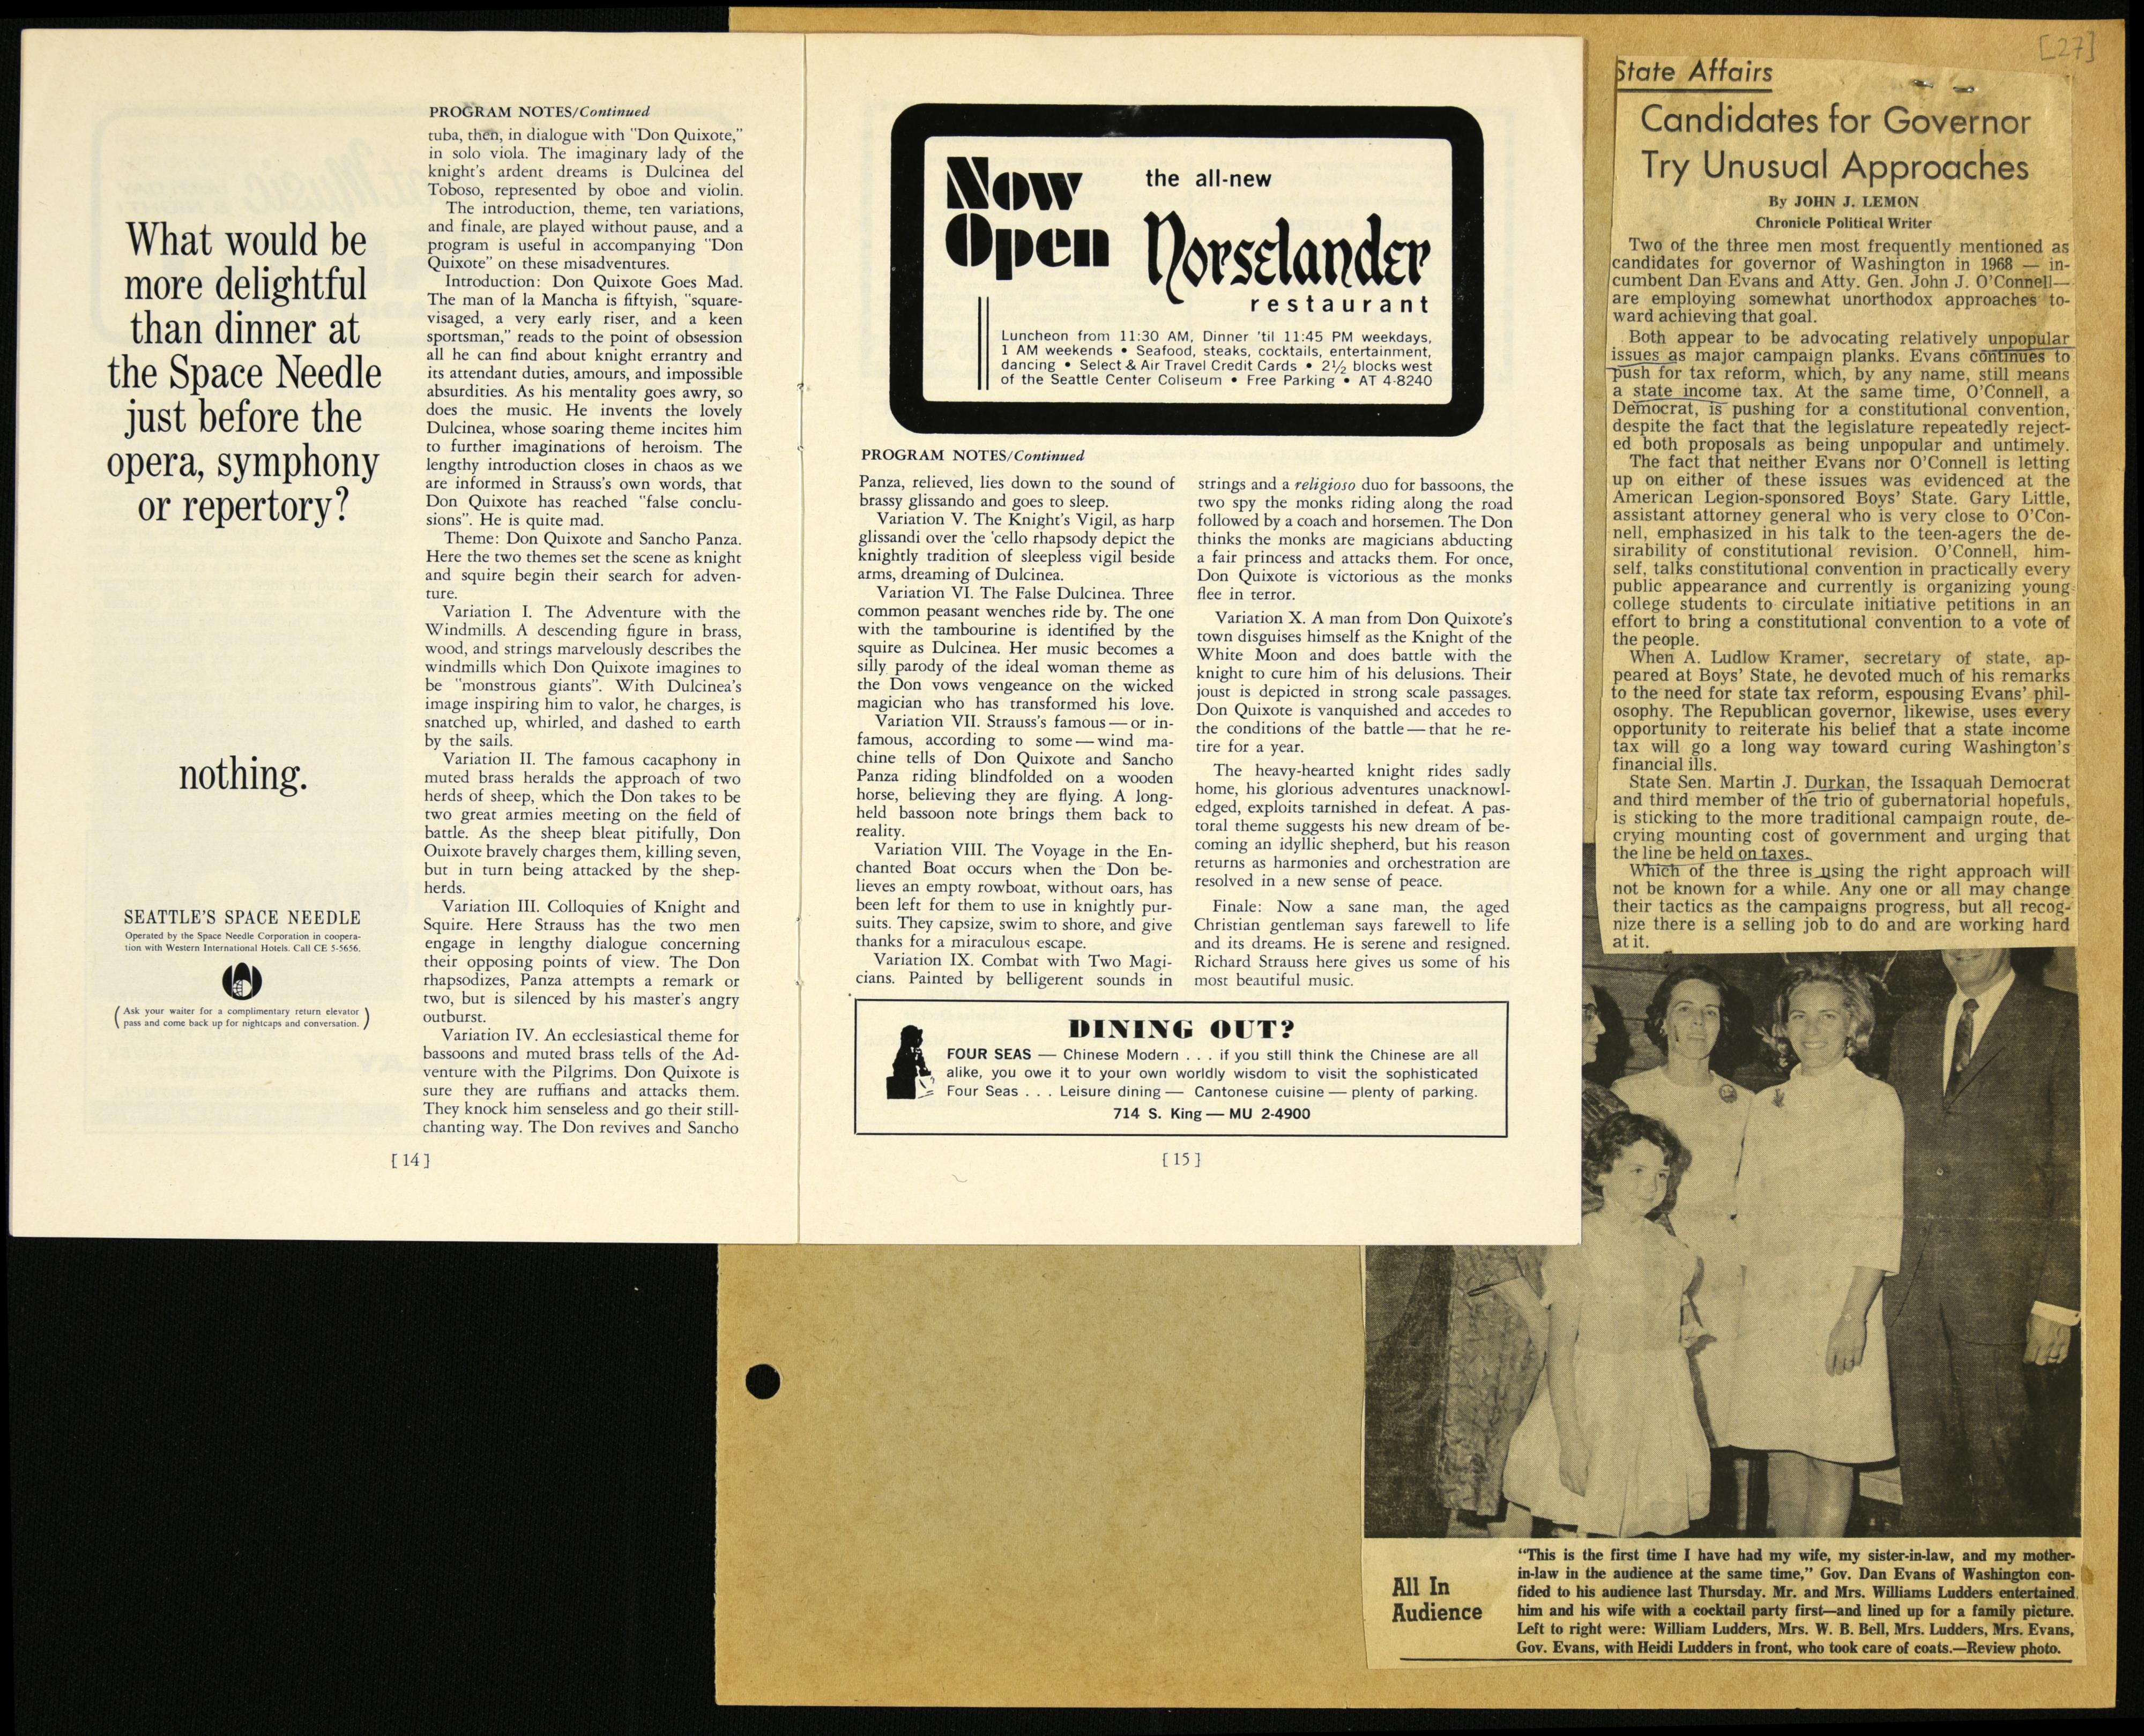 What would be
more delightful
than dinner at
the Space Needle
just before the
opera, symphony
or repertory?
nothing.
SEATTLE'S SPACE NEEDLE
Operated by the Space Needle Corporation in coopera-
tion with Western International Hotels. Call CE 5-5656.
(Ask your waiter for a complimentary return elevator
pass and come back up for nightcaps and conversation.)
PROGRAM NOTES/Continued
tuba, then, in dialogue with "Don Quixote,"
in solo viola. The imaginary lady of the
knight's ardent dreams is Dulcinea del
Toboso, represented by oboe and violin.
The introduction, theme, ten variations,
and finale, are played without pause, and a
program is useful in accompanying "Don
Quixote" on these misadventures.
Introduction: Don Quixote Goes Mad.
The man of la Mancha is fiftyish, "square-
visaged, a very early riser, and a keen
sportsman," reads to the point of obsession
all he can find about knight errantry and
its attendant duties, amours, and impossible
absurdities. As his mentality goes awry, so
does the music. He invents the lovely
Dulcinea, whose soaring theme incites him
to further imaginations of heroism. The
lengthy introduction closes in chaos as we
are informed in Strauss's own words, that
Don Quixote has reached "false conclu-
sions". He is quite mad.
Theme: Don Quixote and Sancho Panza.
Here the two themes set the scene as knight
and squire begin their search for adven-
ture.
Variation I. The Adventure with the
Windmills. A descending figure in brass,
wood, and strings marvelously describes the
windmills which Don Quixote imagines to
be "monstrous giants". With Dulcinea's
image inspiring him to valor, he charges, is
snatched up, whirled, and dashed to earth
by the sails.
Variation II. The famous cacaphony in
muted brass heralds the approach of two
herds of sheep, which the Don takes to be
two great armies meeting on the field of
battle. As the sheep bleat pitifully, Don
Ouixote bravely charges them, killing seven,
but in turn being attacked by the shep-
herds.
Variation III. Colloquies of Knight and
Squire. Here Strauss has the two men
engage in lengthy dialogue concerning
their opposing points of view. The Don
rhapsodizes, Panza attempts a remark or
two, but is silenced by his master's angry
outburst.
Variation IV. An ecclesiastical theme for
bassoons and muted brass tells of the Ad-
venture with the Pilgrims. Don Quixote is
sure they are ruffians and attacks them.
They knock him senseless and go their still-
chanting way. The Don revives and Sancho
[ 14 ]
Now
Open
the all-new
Norselander
restaurant
Luncheon from 11:30 AM, Dinner 'til 11:45 PM weekdays,
1 AM weekends • Seafood, steaks, cocktails, entertainment,
dancing • Select & Air Travel Credit Cards • 2½ blocks west
of the Seattle Center Coliseum • Free Parking • AT 4-8240
PROGRAM NOTES/Continued
Panza, relieved, lies down to the sound of
brassy glissando and goes to sleep.
Variation V. The Knight's Vigil, as harp
glissandi over the 'cello rhapsody depict the
knightly tradition of sleepless vigil beside
arms, dreaming of Dulcinea.
Variation VI. The False Dulcinea. Three
common peasant wenches ride by. The one
with the tambourine is identified by the
squire as Dulcinea. Her music becomes a
silly parody of the ideal woman theme as
the Don vows vengeance on the wicked
magician who has transformed his love.
Variation VII. Strauss's famous — or in-
famous, according to some — wind ma-
chine tells of Don Quixote and Sancho
Panza riding blindfolded on a wooden
horse, believing they are flying. A long-
held bassoon note brings them back to
reality.
Variation VIII. The Voyage in the En-
chanted Boat occurs when the Don be-
lieves an empty rowboat, without oars, has
been left for them to use in knightly pur-
suits. They capsize, swim to shore, and give
thanks for a miraculous escape.
Variation IX. Combat with Two Magi-
cians. Painted by belligerent sounds in
strings and a religioso duo for bassoons, the
two spy the monks riding along the road
followed by a coach and horsemen. The Don
thinks the monks are magicians abducting
a fair princess and attacks them. For once,
Don Quixote is victorious as the monks
flee in terror.
Variation X. A man from Don Quixote's
town disguises himself as the Knight of the
White Moon and does battle with the
knight to cure him of his delusions. Their
joust is depicted in strong scale passages.
Don Quixote is vanquished and accedes to
the conditions of the battle — that he re-
tire for a year.
The heavy-hearted knight rides sadly
home, his glorious adventures unacknowl-
edged, exploits tarnished in defeat. A pas-
toral theme suggests his new dream of be-
coming an idyllic shepherd, but his reason
returns as harmonies and orchestration are
resolved in a new sense of peace.
Finale: Now a sane man, the aged
Christian gentleman says farewell to life
and its dreams. He is serene and resigned.
Richard Strauss here gives us some of his
most beautiful music.
DINING OUT?
FOUR SEAS — Chinese Modern . . . if you still think the Chinese are all
alike, you owe it to your own worldly wisdom to visit the sophisticated
Four Seas . . . Leisure dining — Cantonese cuisine — plenty of parking.
714 S. King — MU 2-4900
[ 15 ]
[27]
State Affairs
Candidates for Governor
Try Unusual Approaches
By JOHN J. LEMON
Chronicle Political Writer
Two of the three men most frequently mentioned as
candidates for governor of Washington in 1968 — in-
cumbent Dan Evans and Atty. Gen. John J. O'Connell—
are employing somewhat unorthodox approaches to-
ward achieving that goal.
Both appear to be advocating relatively unpopular
issues as major campaign planks. Evans continues to
push for tax reform, which, by any name, still means
a state income tax. At the same time, O'Connell, a
Democrat, is pushing for a constitutional convention,
despite the fact that the legislature repeatedly reject-
ed both proposals as being unpopular and untimely.
The fact that neither Evans nor O'Connell is letting
up on either of these issues was evidenced at the
American Legion-sponsored Boys' State. Gary Little,
assistant attorney general who is very close to O'Con-
nell, emphasized in his talk to the teen-agers the de-
sirability of constitutional revision. O'Connell, him-
self, talks constitutional convention in practically every
public appearance and currently is organizing young
college students to circulate initiative petitions in an
effort to bring a constitutional convention to a vote of
the people.
When A. Ludlow Kramer, secretary of state, ap-
peared at Boys' State, he devoted much of his remarks
to the need for state tax reform, espousing Evans' phil-
osophy. The Republican governor, likewise, uses every
opportunity to reiterate his belief that a state income
tax will go a long way toward curing Washington's
financial ills.
State Sen. Martin J. Durkan, the Issaquah Democrat
and third member of the trio of gubernatorial hopefuls,
is sticking to the more traditional campaign route, de-
crying mounting cost of government and urging that
the line be held on taxes.
Which of the three is using the right approach will
not be known for a while. Any one or all may change
their tactics as the campaigns progress, but all recog-
nize there is a selling job to do and are working hard
at it.
All In
Audience
"This is the first time I have had my wife, my sister-in-law, and my mother-
in-law in the audience at the same time," Gov. Dan Evans of Washington con-
fided to his audience last Thursday. Mr. and Mrs. Williams Ludders entertained
him and his wife with a cocktail party first—and lined up for a family picture.
Left to right were: William Ludders, Mrs. W. B. Bell, Mrs. Ludders, Mrs. Evans,
Gov. Evans, with Heidi Ludders in front, who took care of coats.—Review photo.